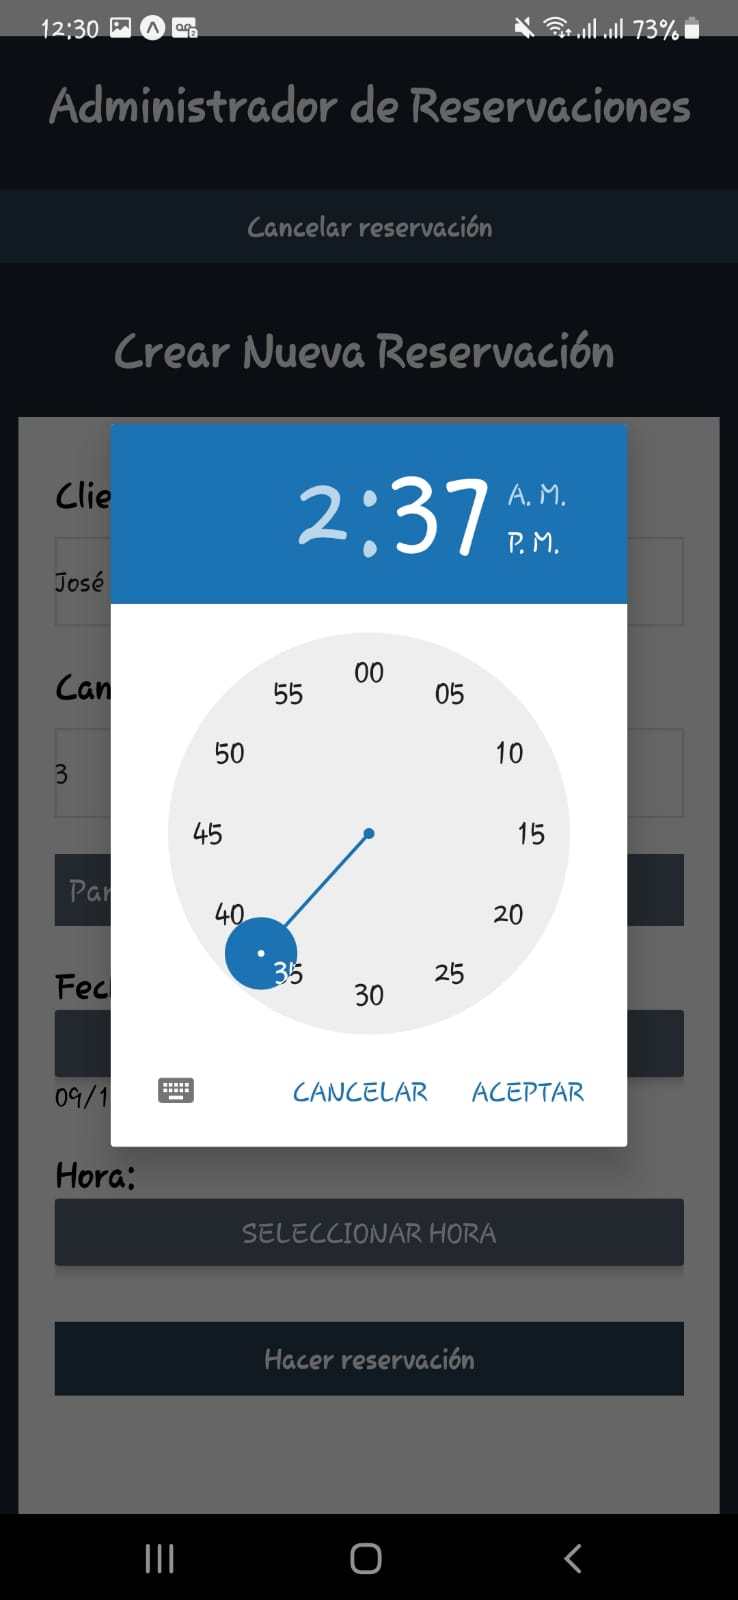 12:30 73%
Administrador de Reservaciones
Cancelar reservación
Crear Nueva Reservación
Clie
José
Can
3
Par
Fec
09/1
2:37
A. M.
P. M.
00
05
10
15
20
25
30
35
40
45
50
55
CANCELAR ACEPTAR
Hora:
SELECCIONAR HORA
Hacer reservación